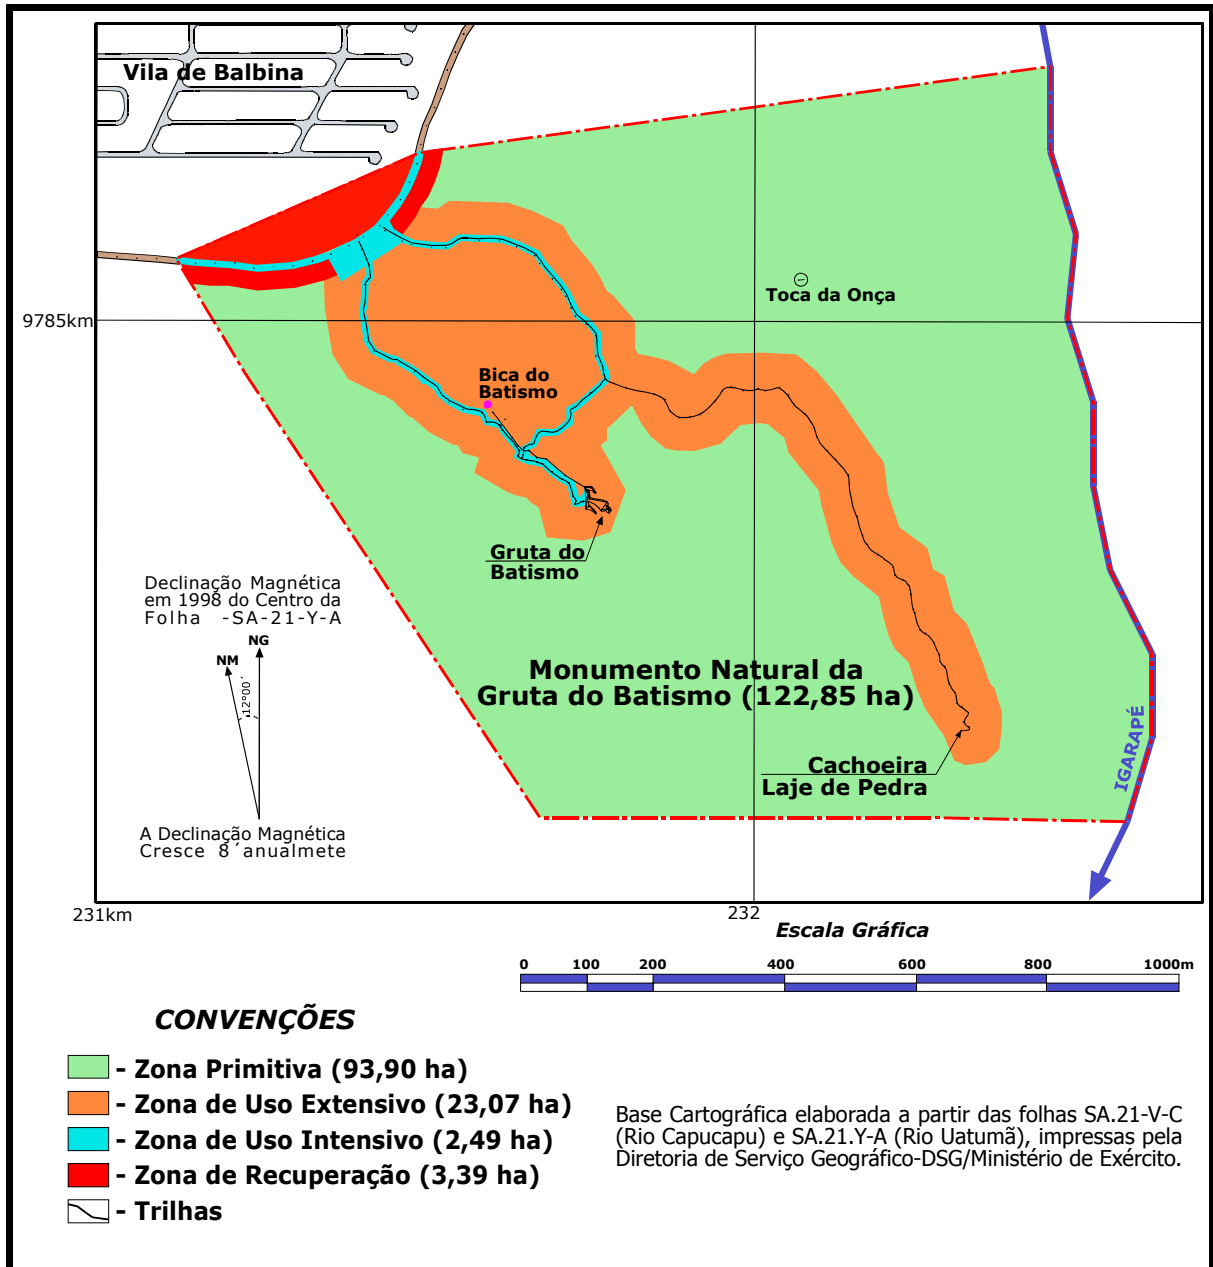 Vila de Balbina
Toca da Onça
9785km
Bica do
Batismo
Gruta do
Batismo
Declinação Magnética
em 1998 do Centro da
Folha -SA-21-Y-A
NG
NM
12°00´
Monumento Natural da
Gruta do Batismo (122,85 ha)
IGARAPÉ
Cachoeira
Laje de Pedra
A Declinação Magnética
Cresce 8´anualmete
231km
232
Escala Gráfica
0 100 200 400 600 800 1000m
CONVENÇÕES
- Zona Primitiva (93,90 ha)
- Zona de Uso Extensivo (23,07 ha)
- Zona de Uso Intensivo (2,49 ha)
- Zona de Recuperação (3,39 ha)
- Trilhas
Base Cartográfica elaborada a partir das folhas SA.21-V-C
(Rio Capucapu) e SA.21.Y-A (Rio Uatumã), impressas pela
Diretoria de Serviço Geográfico-DSG/Ministério de Exército.